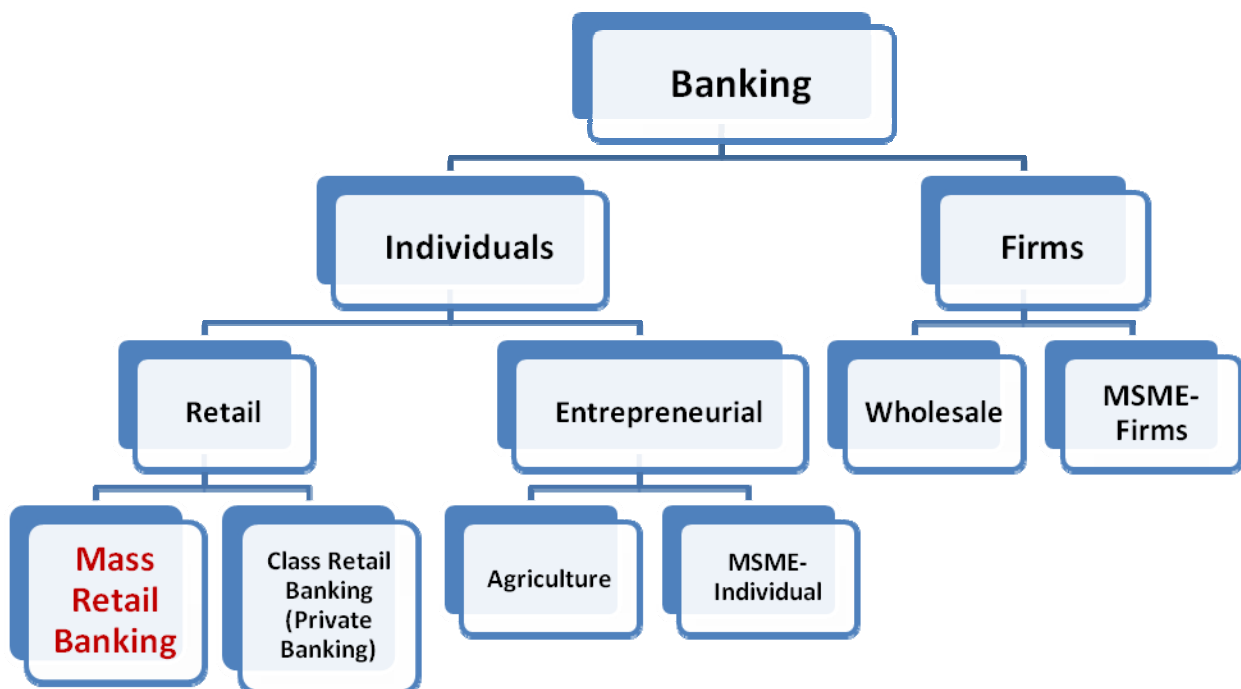 Banking
Individuals
Firms
Retail
Entrepreneurial
Wholesale
MSME-
Firms
Mass
Retail
Banking
Class Retail
Banking
(Private
Banking)
Agriculture
MSME-
Individual